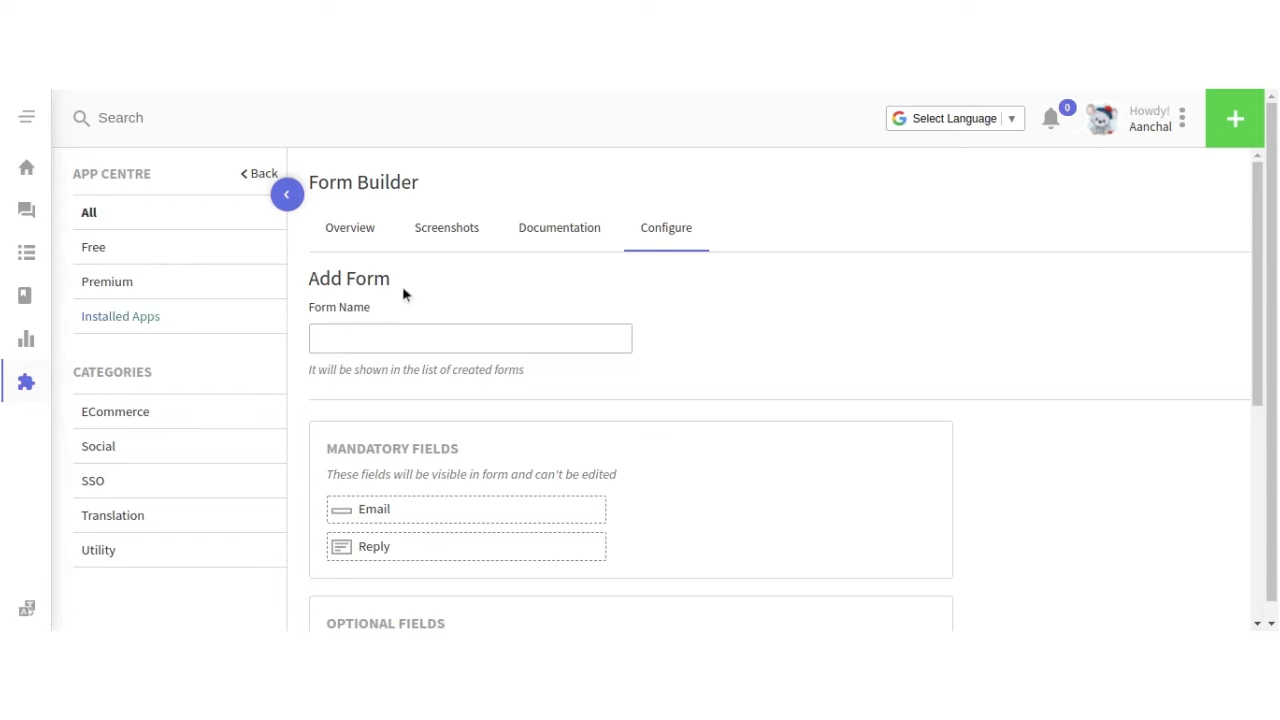 Search
Select Language
0
Howdy!
Aanchal
APP CENTRE
Back
All
Free
Premium
Installed Apps
CATEGORIES
ECommerce
Social
SSO
Translation
Utility
Form Builder
Overview
Screenshots
Documentation
Configure
Add Form
Form Name
It will be shown in the list of created forms
MANDATORY FIELDS
These fields will be visible in form and can't be edited
Email
Reply
OPTIONAL FIELDS